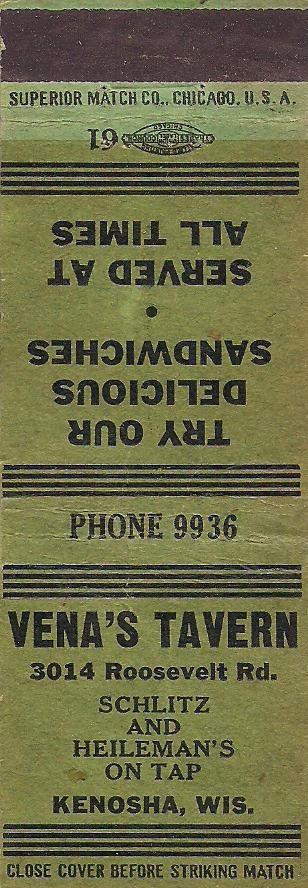 SUPERIOR MATCH CO., CHICAGO, U.S.A.
61
TRY OUR
DELICIOUS
SANDWICHES
•
SERVED AT
ALL TIMES
PHONE 9936
VENA'S TAVERN
3014 Roosevelt Rd.
SCHLITZ
AND
HEILEMAN'S
ON TAP
KENOSHA, WIS.
CLOSE COVER BEFORE STRIKING MATCH